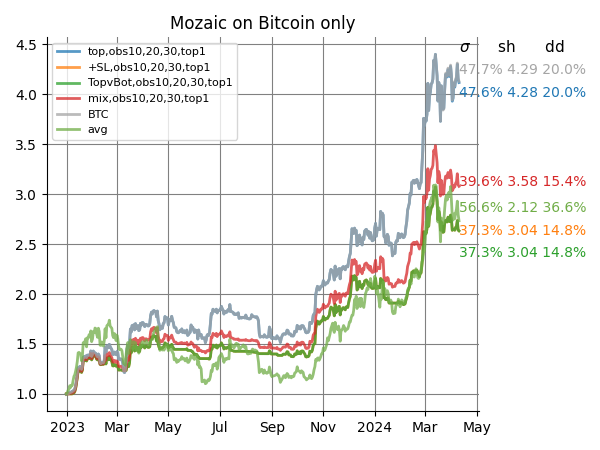 Mozaic on Bitcoin only
σ sh dd
top,obs10,20,30,top1
+SL,obs10,20,30,top1
TopvBot,obs10,20,30,top1
mix,obs10,20,30,top1
BTC
avg
47.7% 4.29 20.0%
47.6% 4.28 20.0%
39.6% 3.58 15.4%
56.6% 2.12 36.6%
37.3% 3.04 14.8%
37.3% 3.04 14.8%
4.5
4.0
3.5
3.0
2.5
2.0
1.5
1.0
2023 Mar May Jul Sep Nov 2024 Mar May